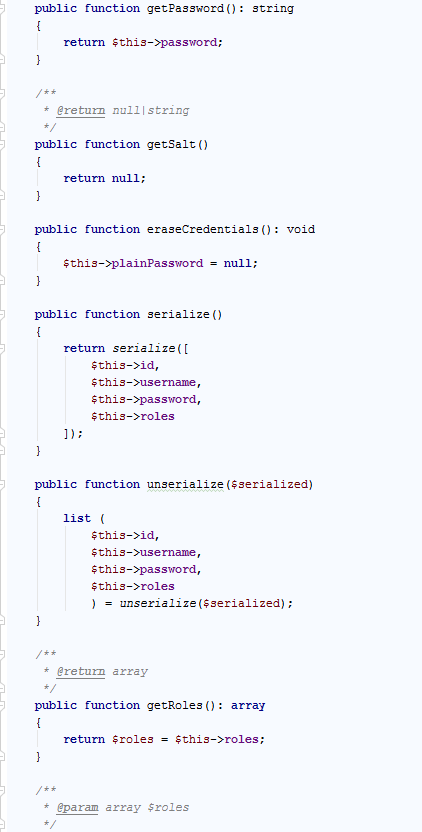 public function getPassword(): string
{
    return $this->password;
}

/**
 * @return null|string
 */
public function getSalt()
{
    return null;
}

public function eraseCredentials(): void
{
    $this->plainPassword = null;
}

public function serialize()
{
    return serialize([
        $this->id,
        $this->username,
        $this->password,
        $this->roles
    ]);
}

public function unserialize($serialized)
{
    list (
        $this->id,
        $this->username,
        $this->password,
        $this->roles
        ) = unserialize($serialized);
}

/**
 * @return array
 */
public function getRoles(): array
{
    return $roles = $this->roles;
}

/**
 * @param array $roles
 */